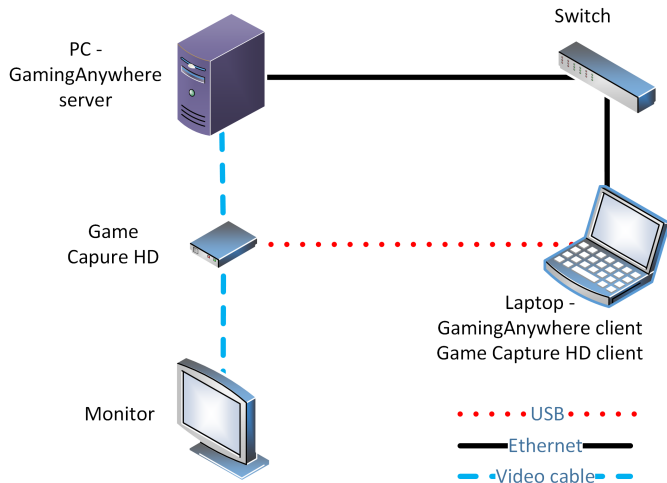 Switch
PC -
GamingAnywhere
server
Game
Capure HD
Laptop -
GamingAnywhere client
Game Capture HD client
Monitor
USB
Ethernet
Video cable